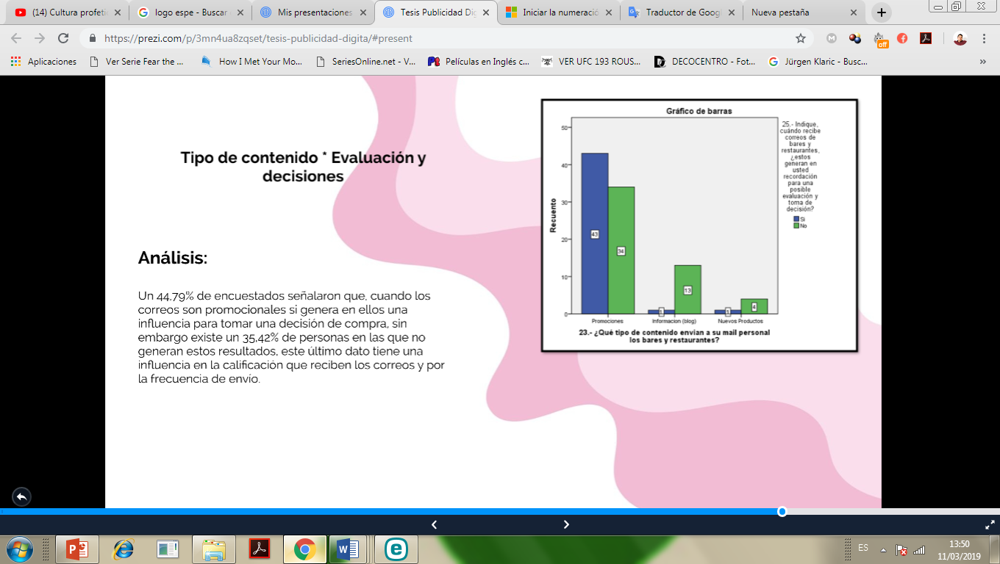 (14) Cultura profeti
logo espe - Buscar
Mis presentaciones
Tesis Publicidad Dig
Iniciar la numeració
Traductor de Googl
Nueva pestaña
https://prezi.com/p/3mn4ua8zqset/tesis-publicidad-digita/#present
off
Aplicaciones
Ver Serie Fear the ...
How I Met Your Mo...
SeriesOnline.net - V...
Películas en Inglés c...
VER UFC 193 ROUS...
DECOCENTRO - Fot...
Jürgen Klaric - Busc...
»
Tipo de contenido * Evaluación y
decisiones
Análisis:
Un 44,79% de encuestados señalaron que, cuando los
correos son promocionales si genera en ellos una
influencia para tomar una decisión de compra, sin
embargo existe un 35,42% de personas en las que no
generan estos resultados, este último dato tiene una
influencia en la calificación que reciben los correos y por
la frecuencia de envio.
Gráfico de barras
Recuento
50
40
30
20
10
0
43
34
1
13
1
4
Promociones
Informacion (blog)
Nuevos Productos
23.- ¿Qué tipo de contenido envian a su mail personal
los bares y restaurantes?
25.- Indique,
cuándo recibe
correos de
bares y
restaurantes,
¿estos
generan en
usted
recordación
para una
posible
evaluación y
toma de
decisión?
Si
No
ES
13:50
11/03/2019